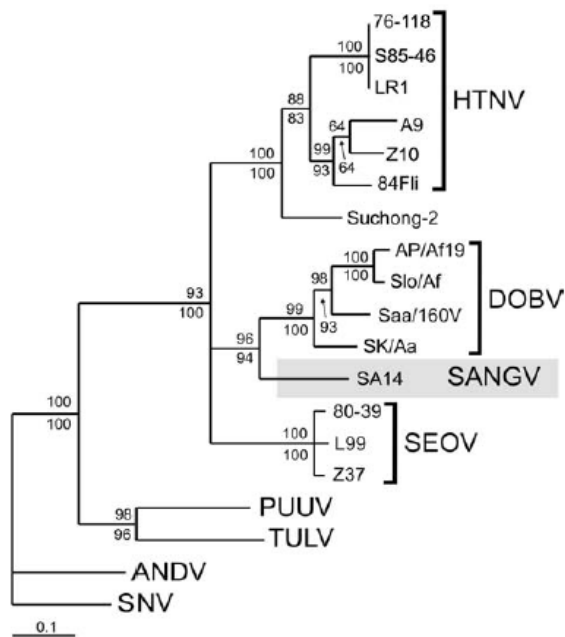 76-118
100
S85-46
100
LR1
HTNV
88
83
64
A9
99
Z10
93
64
84Fli
100
100
Suchong-2
AP/Af19
100
98
100
Slo/Af
DOBV
93
99
Saa/160V
100
93
100
96
SK/Aa
94
SA14
SANGV
80-39
100
L99
SEOV
100
100
100
Z37
98
PUUV
96
TULV
ANDV
SNV
0.1